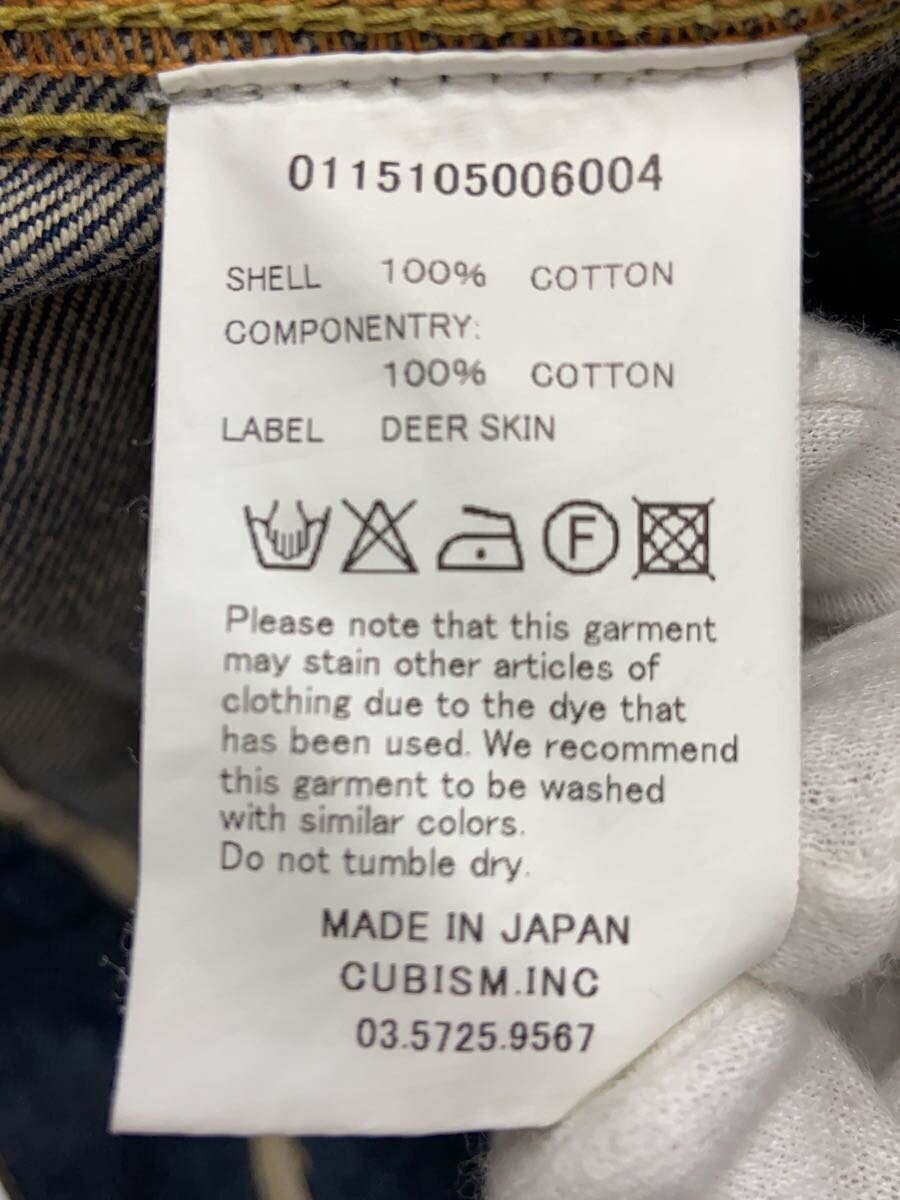 0115105006004
SHELL 100% COTTON
COMPONENTRY:
100% COTTON
LABEL DEER SKIN
F
Please note that this garment
may stain other articles of
clothing due to the dye that
has been used. We recommend
this garment to be washed
with similar colors.
Do not tumble dry.
MADE IN JAPAN
CUBISM.INC
03.5725.9567